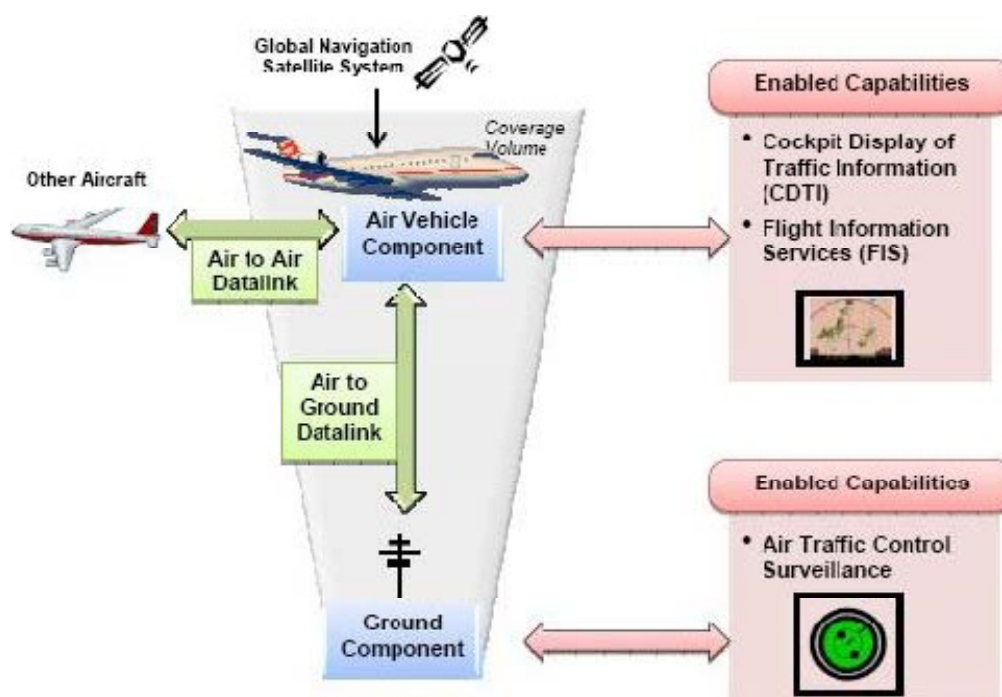 Global Navigation
Satellite System
Coverage
Volume
Other Aircraft
Air Vehicle
Component
Air to Air
Datalink
Air to
Ground
Datalink
Ground
Component
Enabled Capabilities
• Cockpit Display of
Traffic Information
(CDTI)
• Flight Information
Services (FIS)
Enabled Capabilities
• Air Traffic Control
Surveillance